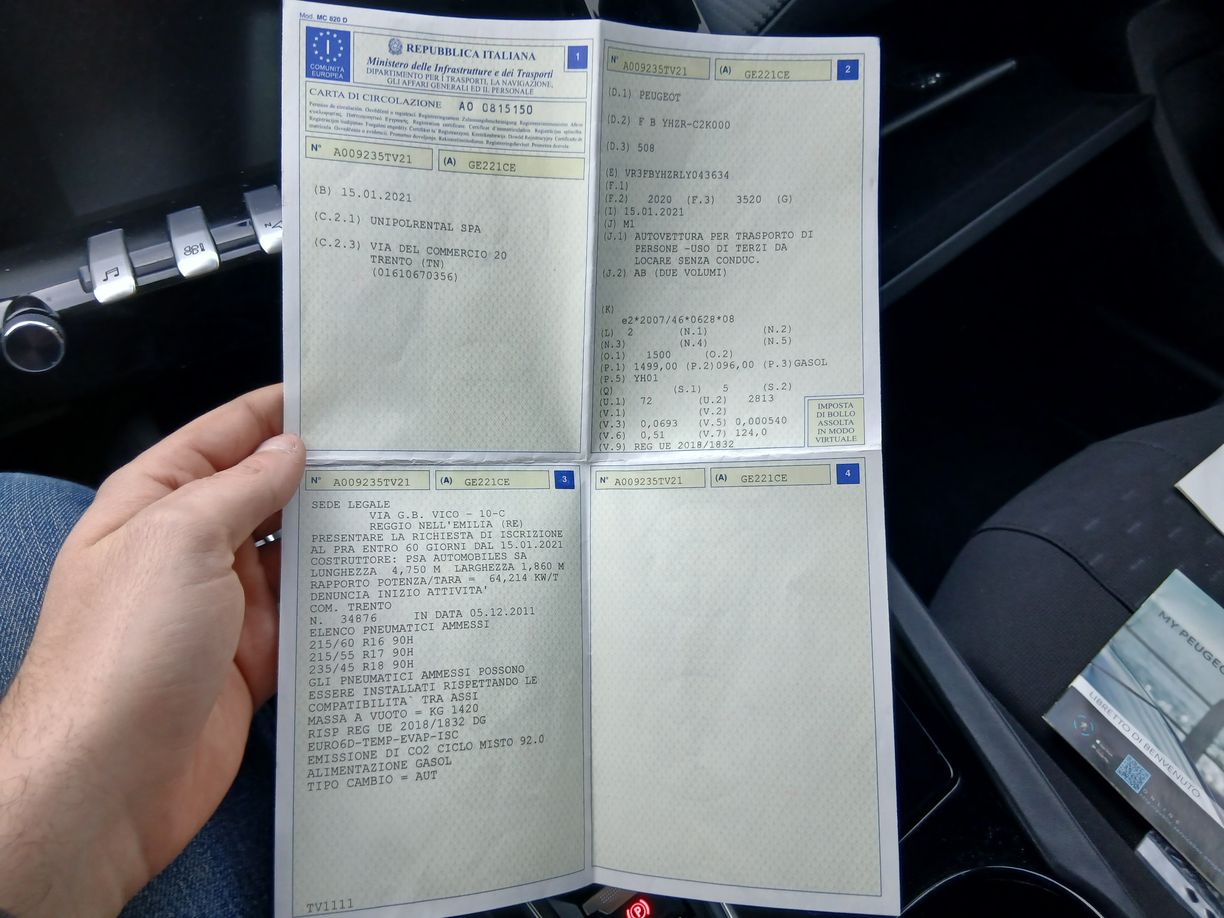 Mod. MC 820 D
COMUNITÀ
EUROPEA
REPUBBLICA ITALIANA
Ministero delle Infrastrutture e dei Trasporti
DIPARTIMENTO PER I TRASPORTI, LA NAVIGAZIONE,
GLI AFFARI GENERALI ED IL PERSONALE
1
CARTA DI CIRCOLAZIONE AO 0815150
N° A009235TV21 (A) GE221CE
(B) 15.01.2021
(C.2.1) UNIPOLRENTAL SPA
(C.2.3) VIA DEL COMMERCIO 20
TRENTO (TN)
(01610670356)
N° A009235TV21 (A) GE221CE 2
(D.1) PEUGEOT
(D.2) F B YHZR-C2K000
(D.3) 508
(E) VR3FBYHZRLY043634
(F.1)
(F.2) 2020 (F.3) 3520 (G)
(I) 15.01.2021
(J) M1
(J.1) AUTOVETTURA PER TRASPORTO DI
PERSONE -USO DI TERZI DA
LOCARE SENZA CONDUC.
(J.2) AB (DUE VOLUMI)
(K)
e2*2007/46*0628*08
(L) 2 (N.1) (N.2)
(N.3) (N.4) (N.5)
(O.1) 1500 (O.2)
(P.1) 1499,00 (P.2)096,00 (P.3)GASOL
(P.5) YH01
(Q) (S.1) 5 (S.2)
(U.1) 72 (U.2) 2813
(V.1) (V.2)
(V.3) 0,0693 (V.5) 0,000540
(V.6) 0,51 (V.7) 124,0
(V.9) REG UE 2018/1832
IMPOSTA
DI BOLLO
ASSOLTA
IN MODO
VIRTUALE
N° A009235TV21 (A) GE221CE 3
SEDE LEGALE
VIA G.B. VICO - 10-C
REGGIO NELL'EMILIA (RE)
PRESENTARE LA RICHIESTA DI ISCRIZIONE
AL PRA ENTRO 60 GIORNI DAL 15.01.2021
COSTRUTTORE: PSA AUTOMOBILES SA
LUNGHEZZA 4,750 M LARGHEZZA 1,860 M
RAPPORTO POTENZA/TARA = 64,214 KW/T
DENUNCIA INIZIO ATTIVITA'
COM. TRENTO
N. 34876 IN DATA 05.12.2011
ELENCO PNEUMATICI AMMESSI
215/60 R16 90H
215/55 R17 90H
235/45 R18 90H
GLI PNEUMATICI AMMESSI POSSONO
ESSERE INSTALLATI RISPETTANDO LE
COMPATIBILITA` TRA ASSI
MASSA A VUOTO = KG 1420
RISP REG UE 2018/1832 DG
EURO6D-TEMP-EVAP-ISC
EMISSIONE DI CO2 CICLO MISTO 92.0
ALIMENTAZIONE GASOL
TIPO CAMBIO = AUT
TV1111
N° A009235TV21 (A) GE221CE 4
MY PEUGEO
LIBRETTO DI BENVENUTO